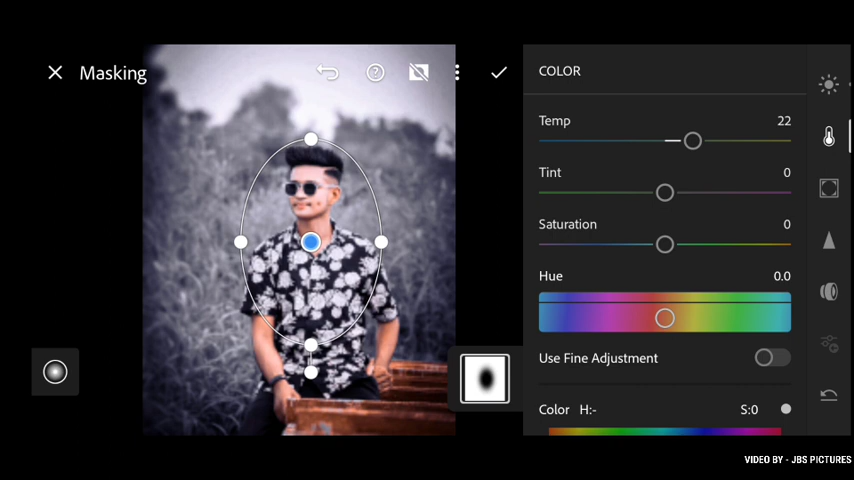 Masking
COLOR
Temp 22
Tint 0
Saturation 0
Hue 0.0
Use Fine Adjustment
Color H:- S:0
VIDEO BY - JBS PICTURES